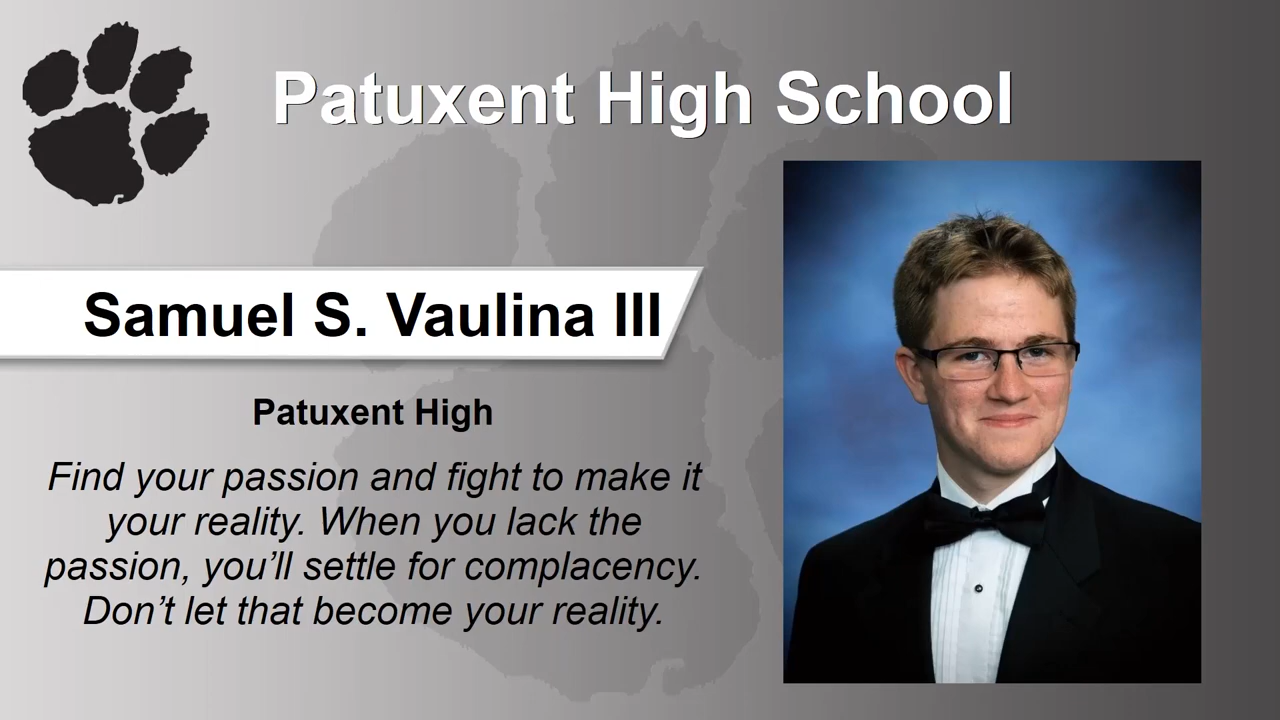 Patuxent High School
Samuel S. Vaulina III
Patuxent High
Find your passion and fight to make it
your reality. When you lack the
passion, you’ll settle for complacency.
Don’t let that become your reality.